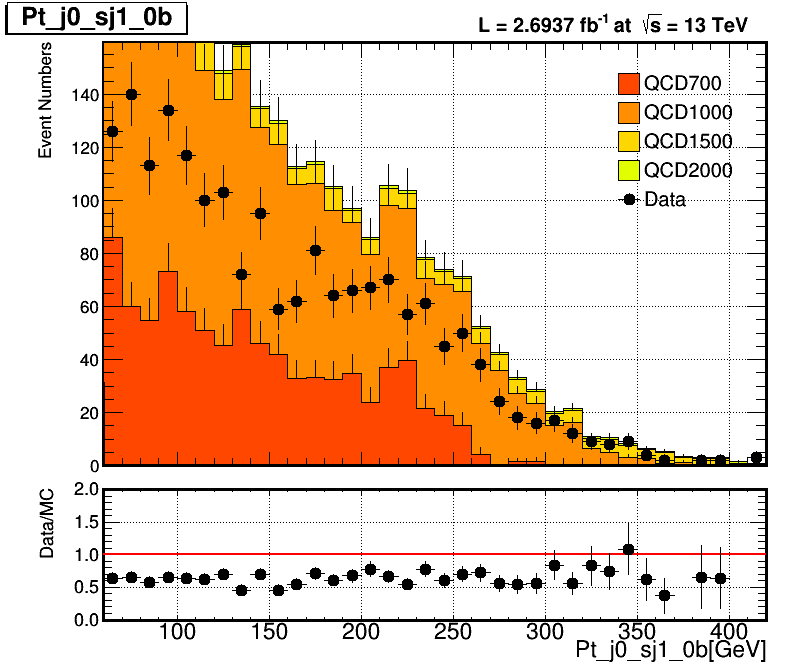 Pt_j0_sj1_0b
L = 2.6937 fb⁻¹ at √s = 13 TeV
Event Numbers
140
120
100
80
60
40
20
0
QCD700
QCD1000
QCD1500
QCD2000
Data
Data/MC
2.0
1.5
1.0
0.5
0.0
100 150 200 250 300 350 400
Pt_j0_sj1_0b[GeV]